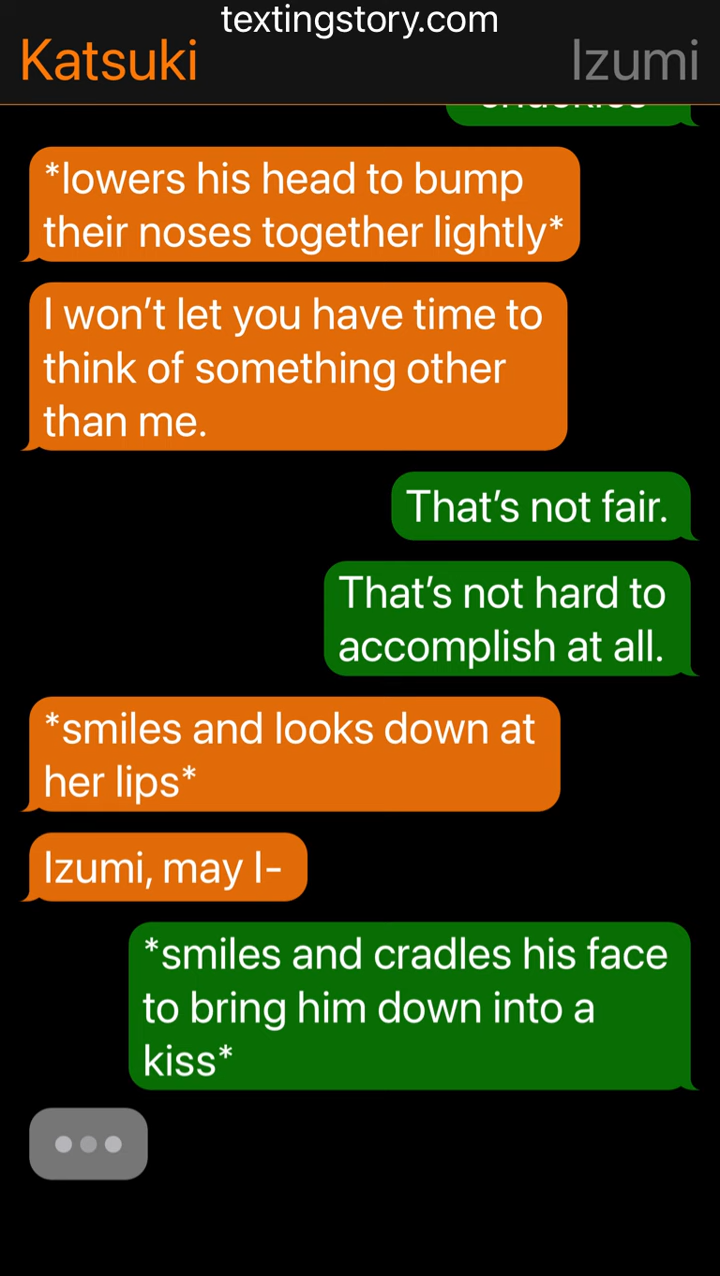 textingstory.com
Katsuki Izumi
*lowers his head to bump
their noses together lightly*
I won’t let you have time to
think of something other
than me.
That’s not fair.
That’s not hard to
accomplish at all.
*smiles and looks down at
her lips*
Izumi, may I-
*smiles and cradles his face
to bring him down into a
kiss*